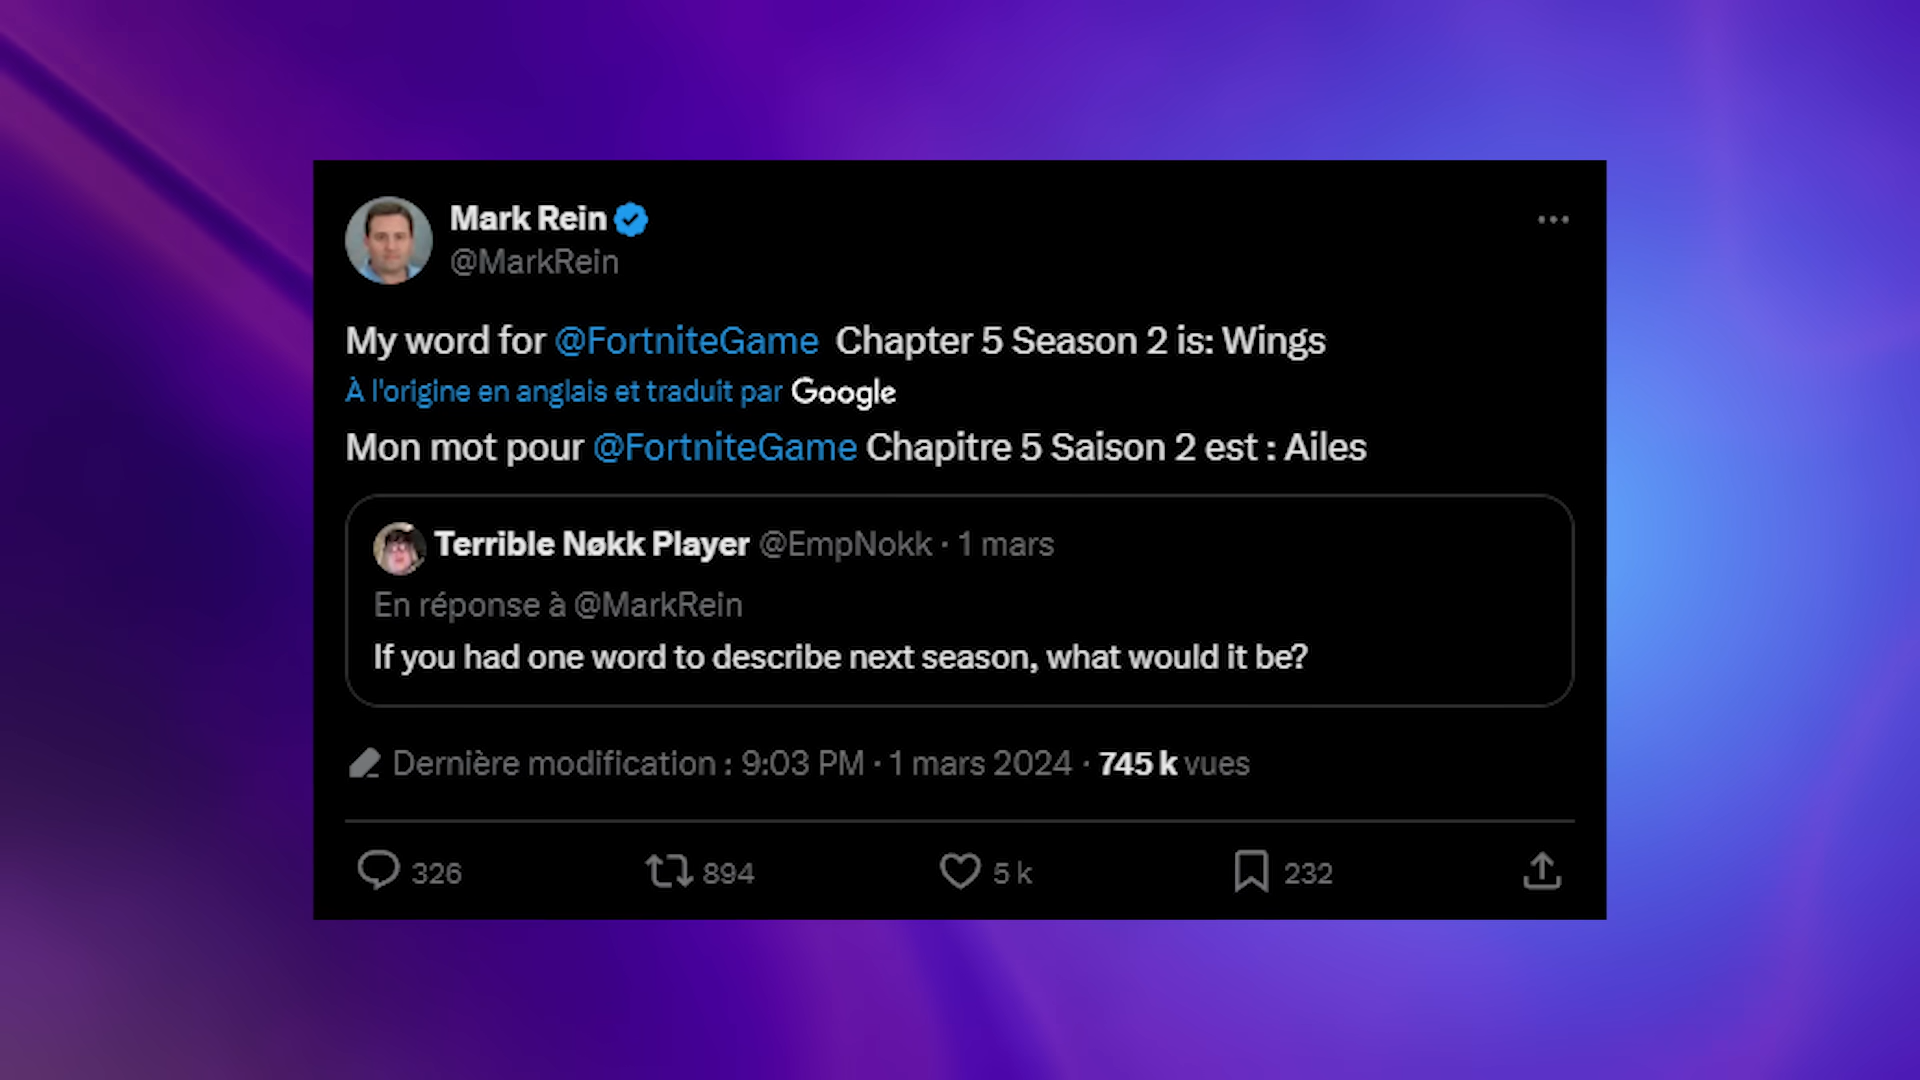 Mark Rein
@MarkRein
My word for @FortniteGame Chapter 5 Season 2 is: Wings
À l'origine en anglais et traduit par Google
Mon mot pour @FortniteGame Chapitre 5 Saison 2 est : Ailes
Terrible Nøkk Player @EmpNokk · 1 mars
En réponse à @MarkRein
If you had one word to describe next season, what would it be?
Dernière modification : 9:03 PM · 1 mars 2024 · 745 k vues
326 894 5 k 232